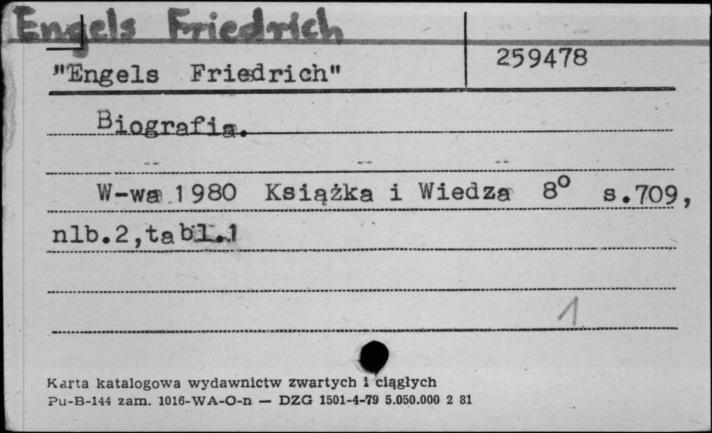 Engels Friedrich
"Engels Friedrich"
259478
Biografia.
W-wa 1980 Książka i Wiedza 8° s.709,
nlb.2,tabl.1
1
Karta katalogowa wydawnictw zwartych i ciągłych
Pu-B-144 zam. 1016-WA-O-n — DZG 1501-4-79 5.050.000 2 81